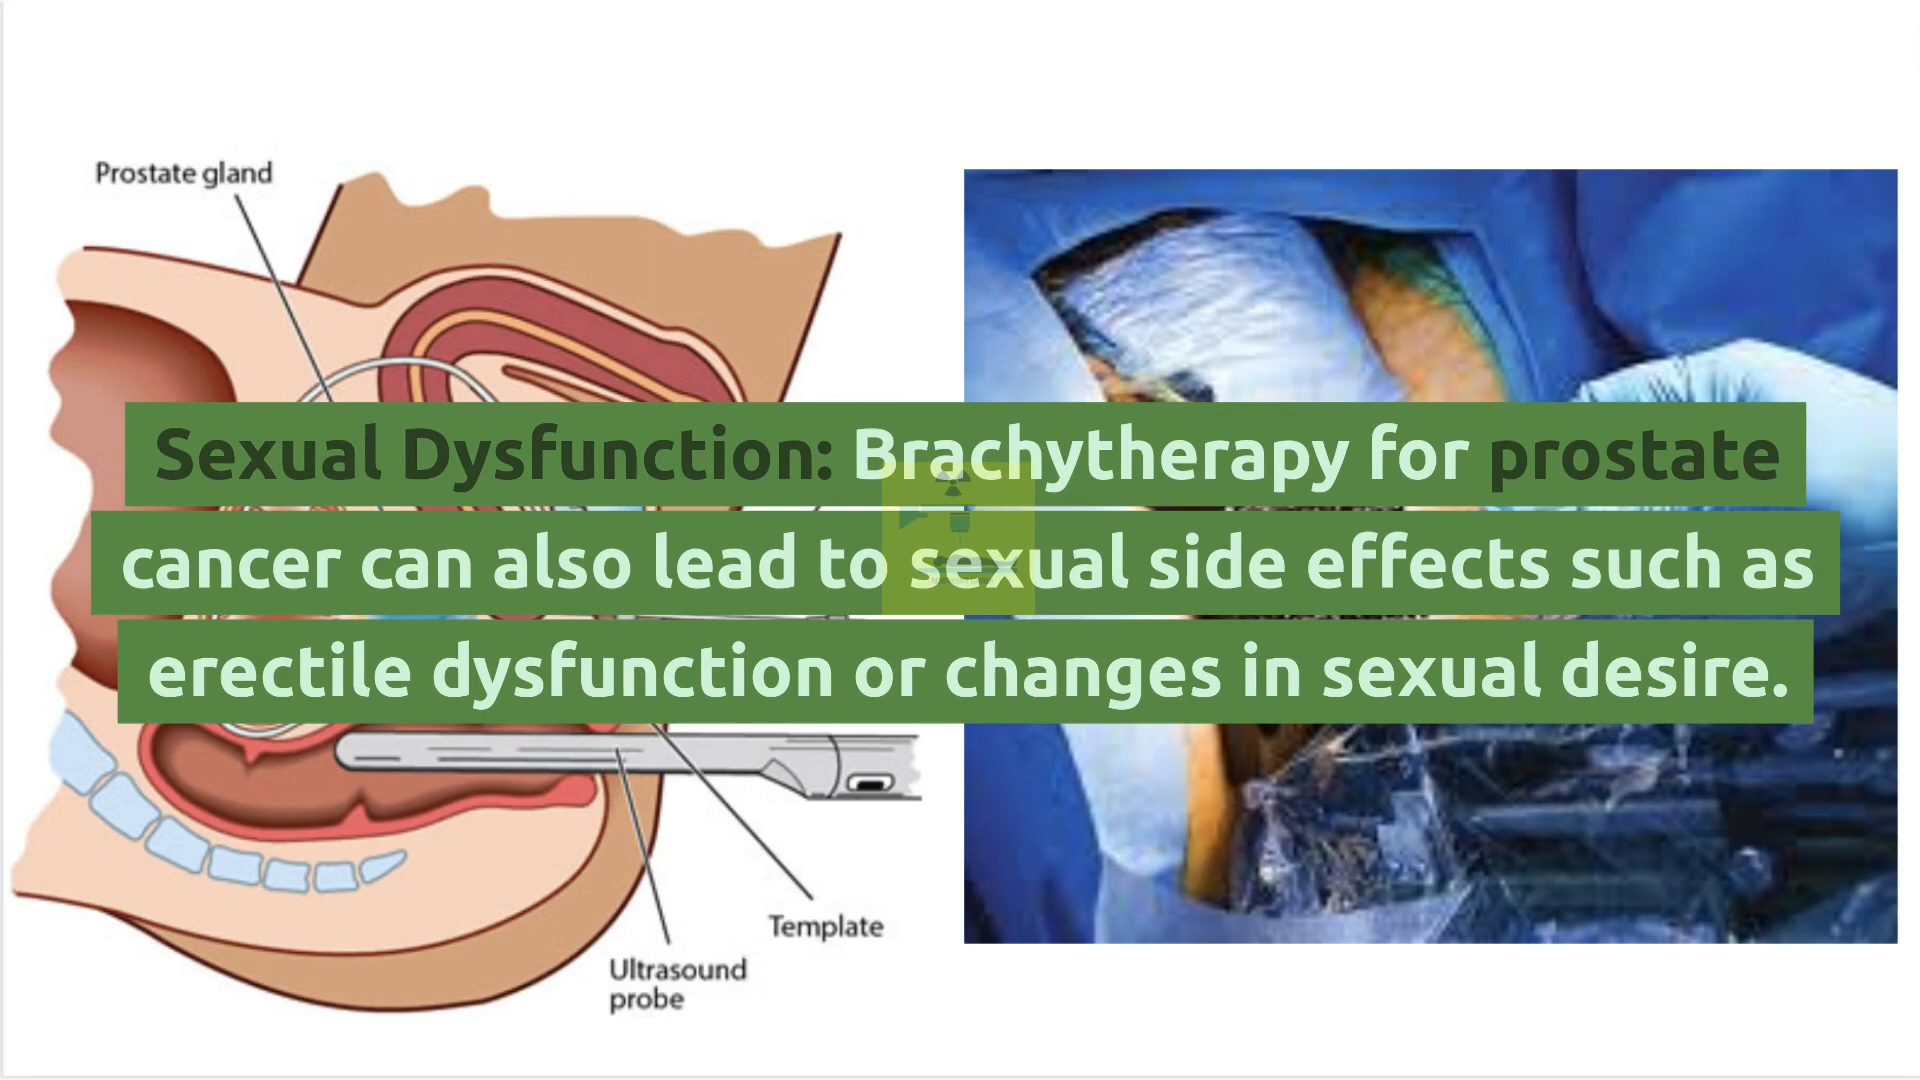 Prostate gland
Sexual Dysfunction: Brachytherapy for prostate
cancer can also lead to sexual side effects such as
erectile dysfunction or changes in sexual desire.
Template
Ultrasound
probe